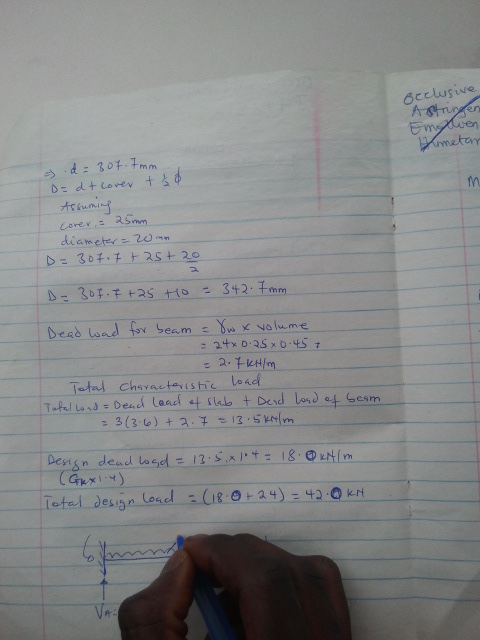 ⇒ . d = 307.7mm
D = d + cover + ½ ϕ
Assuming
cover = 25mm
diameter = 20mm
D = 307.7 + 25 + 20/2
D = 307.7 + 25 + 10 = 342.7mm
Dead load for beam = γw x volume
= 24 x 0.25 x 0.45
= 2.7 KN/m
Total characteristic load
Total load = Dead load of slab + Dead load of beam
= 3(3.6) + 2.7 = 13.5kN/m
Design dead load = 13.5 x 1.4 = 18.0 kN/m
(Gk x 1.4)
Total design load = (18.0 + 24) = 42.0 KN
VA =
Occlusive
Astringen
M